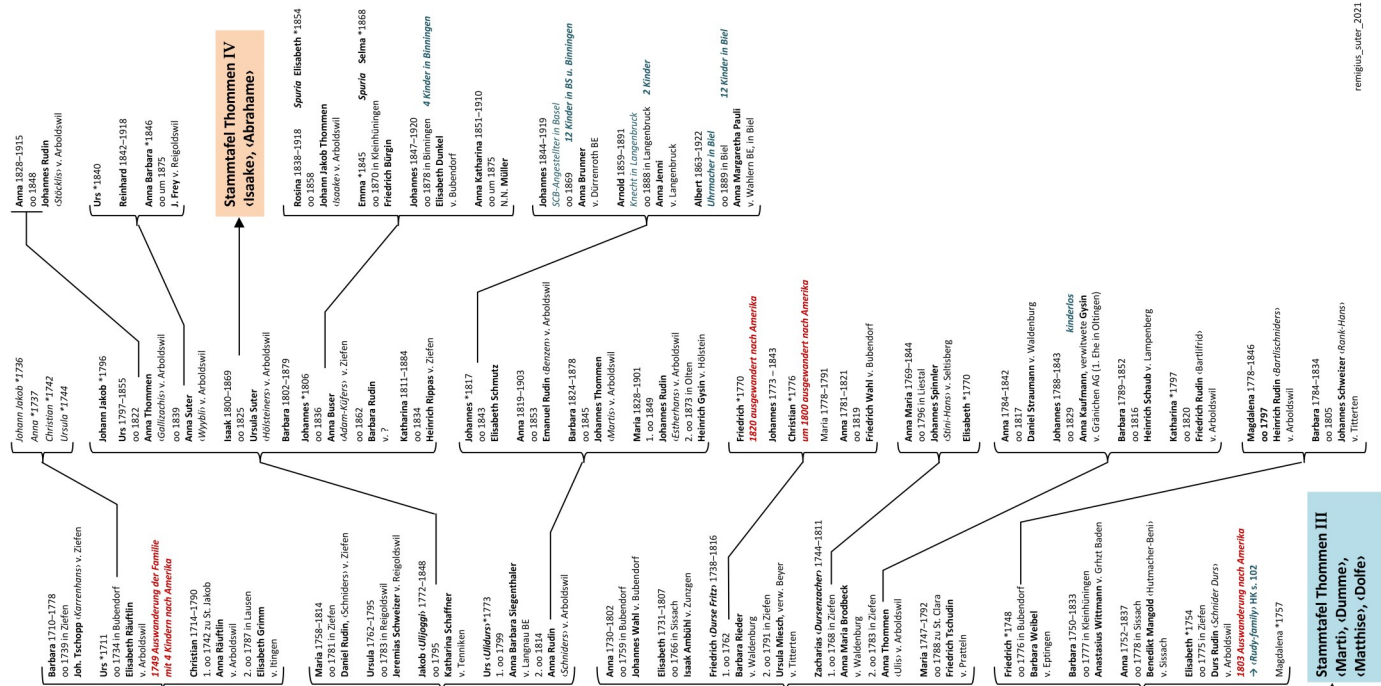 Barbara 1710–1778
oo 1739 in Ziefen
Joh. Tschopp ‹Karrenhans› v. Ziefen
Urs *1711
oo 1734 in Bubendorf
Elisabeth Räuftlin
v. Arboldswil
1749 Auswanderung der Familie
mit 4 Kindern nach Amerika
Christian 1714–1790
1. oo 1742 zu St. Jakob
Anna Räuftlin
v. Arboldswil
2. oo 1787 in Lausen
Elisabeth Grimm
v. Itingen
Maria 1758–1814
oo 1781 in Ziefen
Daniel Rudin, ‹Schniders› v. Ziefen
Ursula 1762–1795
oo 1783 in Reigoldswil
Jeremias Schweizer v. Reigoldswil
Jakob ‹Ulijoggi› 1772–1848
oo 1795
Katharina Schaffner
v. Tenniken
Urs ‹Ulidurs› *1773
1. oo 1799
Anna Barbara Siegenthaler
v. Langnau BE
2. oo 1814
Anna Rudin
‹Schniders› v. Arboldswil
Anna 1730–1802
oo 1759 in Bubendorf
Johannes Wahl v. Bubendorf
Elisabeth 1731–1807
oo 1766 in Sissach
Isaak Ambühl v. Zunzgen
Friedrich ‹Durse Fritz› 1738–1816
1. oo 1762
Barbara Rieder
v. Waldenburg
2. oo 1791 in Ziefen
Ursula Miesch, verw. Beyer
v. Titterten
Zacharias ‹Dursenzacher› 1744–1811
1. oo 1768 in Ziefen
Anna Maria Brodbeck
v. Waldenburg
2. oo 1783 in Ziefen
Anna Thommen
‹Ulis› v. Arboldswil
Maria 1747–1792
oo 1788 zu St. Clara
Friedrich Tschudin
v. Pratteln
Friedrich *1748
oo 1776 in Bubendorf
Barbara Weibel
v. Eptingen
Barbara 1750–1833
oo 1777 in Kleinhüningen
Anastasius Wittmann v. Grhzt Baden
Anna 1752–1837
oo 1778 in Sissach
Benedikt Mangold ‹Hutmacher-Beni›
v. Sissach
Elisabeth *1754
oo 1775 in Ziefen
Durs Rudin ‹Schnider Durs›
v. Arboldswil
1803 Auswanderung nach Amerika
→ ‹Rudy-family› HK s. 102
Magdalena *1757
Stammtafel Thommen III
‹Marti›, ‹Dumme›,
‹Matthise›, ‹Dolfe›
Johann Jakob *1736
Anna *1737
Christian *1742
Ursula *1744
Johann Jakob *1796
Urs 1797–1855
oo 1822
Anna Thommen
‹Gallizachis› v. Arboldswil
oo 1839
Anna Suter
‹Wyybli› v. Arboldswil
Isaak 1800–1869
oo 1825
Ursula Suter
‹Hölsteiners› v. Arboldswil
Barbara 1802–1879
Johannes *1806
oo 1836
Anna Buser
‹Adam-Küfers› v. Ziefen
oo 1862
Barbara Rudin
v. ?
Katharina 1811–1884
oo 1834
Heinrich Rippas v. Ziefen
Johannes *1817
oo 1843
Elisabeth Schmutz
Anna 1819–1903
oo 1853
Emanuel Rudin ‹Benzen› v. Arboldswil
Barbara 1824–1878
oo 1845
Johannes Thommen
‹Martis› v. Arboldswil
Maria 1828–1901
1. oo 1849
Johannes Rudin
‹Estherhans› v. Arboldswil
2. oo 1873 in Olten
Heinrich Gysin v. Hölstein
Friedrich *1770
1820 ausgewandert nach Amerika
Johannes 1773 – 1843
Christian *1776
um 1800 ausgewandert nach Amerika
Maria 1778–1791
Anna 1781–1821
oo 1819
Friedrich Wahl v. Bubendorf
Anna Maria 1769–1844
oo 1796 in Liestal
Johannes Spinnler
‹Stini-Hans› v. Seltisberg
Elisabeth *1770
Anna 1784–1842
oo 1817
Daniel Straumann v. Waldenburg
Johannes 1788–1843
oo 1829 kinderlos
Anna Kaufmann, verwitwete Gysin
v. Gränichen AG (1. Ehe in Oltingen)
Barbara 1789–1852
oo 1816
Heinrich Schaub v. Lampenberg
Katharina *1797
oo 1820
Friedrich Rudin ‹Bartlifrid›
v. Arboldswil
Magdalena 1778–1846
oo 1797
Heinrich Rudin ‹Bartlischniders›
v. Arboldswil
Barbara 1784–1834
oo 1805
Johannes Schweizer ‹Rank-Hans›
v. Titterten
Anna 1828–1915
oo 1848
Johannes Rudin
‹Stöcklis› v. Arboldswil
Urs *1840
Reinhard 1842–1918
Anna Barbara *1846
oo um 1875
J. Frey v. Reigoldswil
Stammtafel Thommen IV
‹Isaake›, ‹Abrahame›
Rosina 1838–1918 Spuria Elisabeth *1854
oo 1858
Johann Jakob Thommen
‹Isaake› v. Arboldswil
Emma *1845 Spuria Selma *1868
oo 1870 in Kleinhüningen
Friedrich Bürgin
Johannes 1847–1920
oo 1878 in Binningen 4 Kinder in Binningen
Elisabeth Dunkel
v. Bubendorf
Anna Katharina 1851–1910
oo um 1875
N.N. Müller
Johannes 1844–1919
SCB-Angestellter in Basel
oo 1869 12 Kinder in BS u. Binningen
Anna Brunner
v. Dürrenroth BE
Arnold 1859–1891
Knecht in Langenbruck 2 Kinder
oo 1888 in Langenbruck
Anna Jenni
v. Langenbruck
Albert 1863–1922
Uhrmacher in Biel
oo 1889 in Biel 12 Kinder in Biel
Anna Margaretha Pauli
v. Wahlern BE, in Biel
remigius_suter_2021